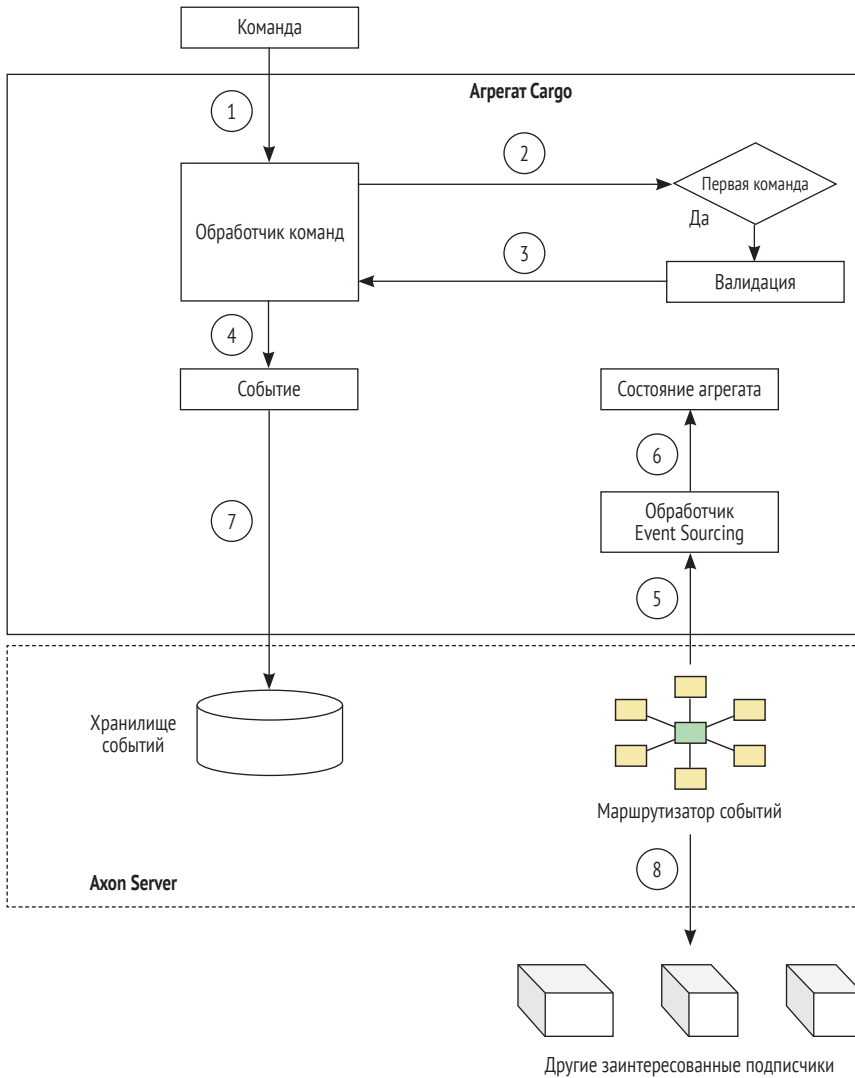 Команда
Агрегат Cargo
1
2
Первая команда
Да
Обработчик команд
3
Валидация
4
Событие
Состояние агрегата
6
Обработчик
Event Sourcing
7
5
Хранилище
событий
Маршрутизатор событий
8
Axon Server
Другие заинтересованные подписчики